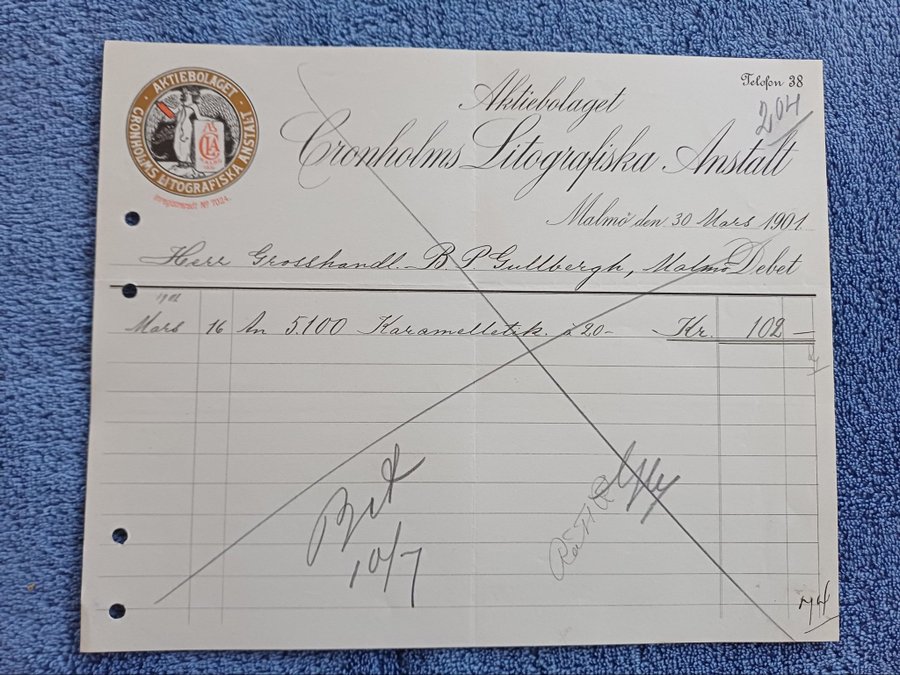 Telefon 38
204
AKTIEBOLAGET
CRONHOLMS LITOGRAFISKA ANSTALT
Aktiebolaget
Cronholms Litografiska Anstalt
Malmö den 30 Mars 1901
Herr Grosshandl. B. P. Gullbergh, Malmö Debet
Mars 16 An 5.100 Karamelletik. à 20- Kr. 102 —
Bet
10/7
Rätt